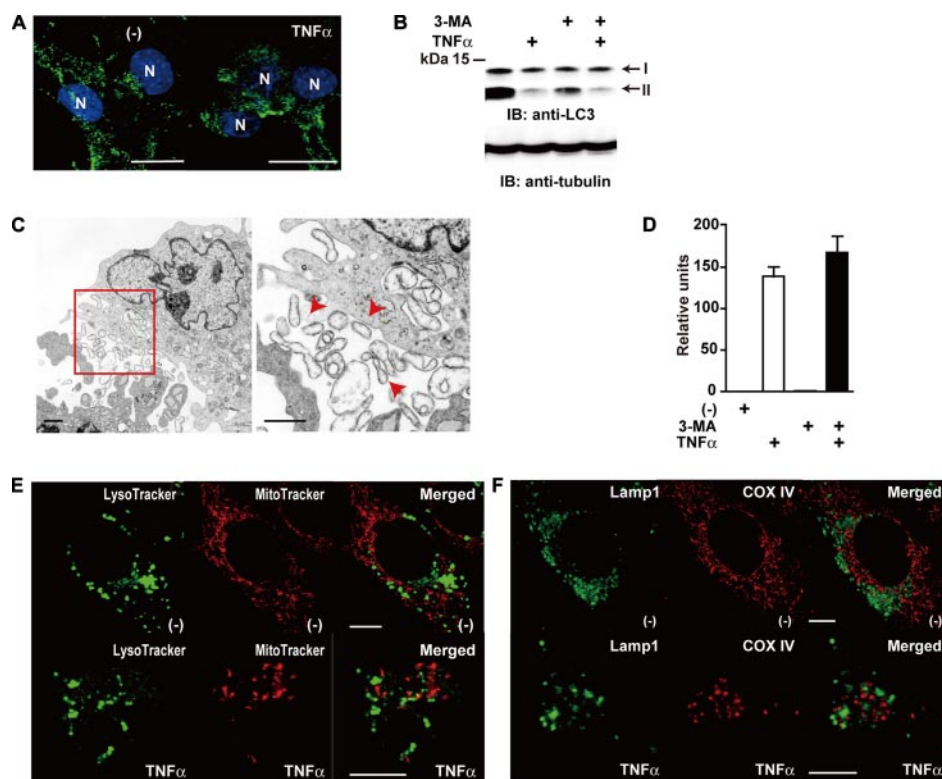 A
(-)
TNFα
N
N
N
N
N
B
3-MA + +
TNFα + +
kDa 15
I
II
IB: anti-LC3
IB: anti-tubulin
C
D
Relative units
200
150
100
50
0
(-) +
3-MA + +
TNFα + +
E
LysoTracker MitoTracker Merged
(-) (-) (-)
LysoTracker MitoTracker Merged
TNFα TNFα TNFα
F
Lamp1 COX IV Merged
(-) (-) (-)
Lamp1 COX IV Merged
TNFα TNFα TNFα